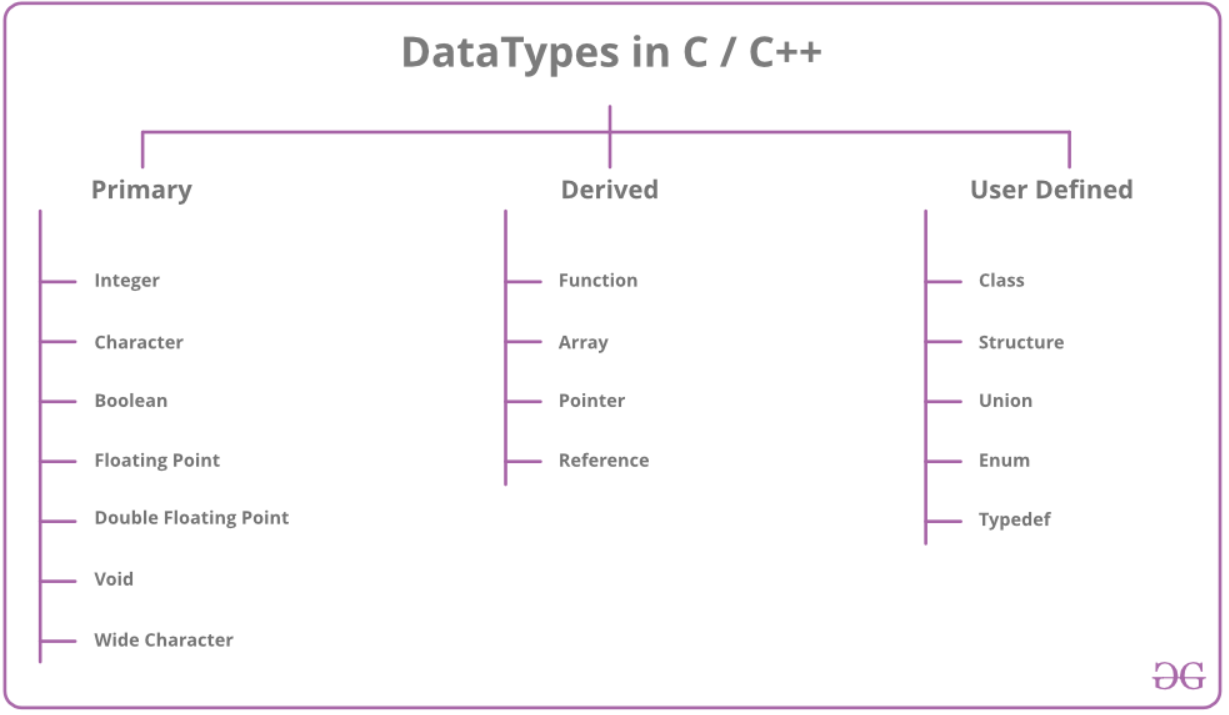 DataTypes in C / C++
Primary
Integer
Character
Boolean
Floating Point
Double Floating Point
Void
Wide Character
Derived
Function
Array
Pointer
Reference
User Defined
Class
Structure
Union
Enum
Typedef